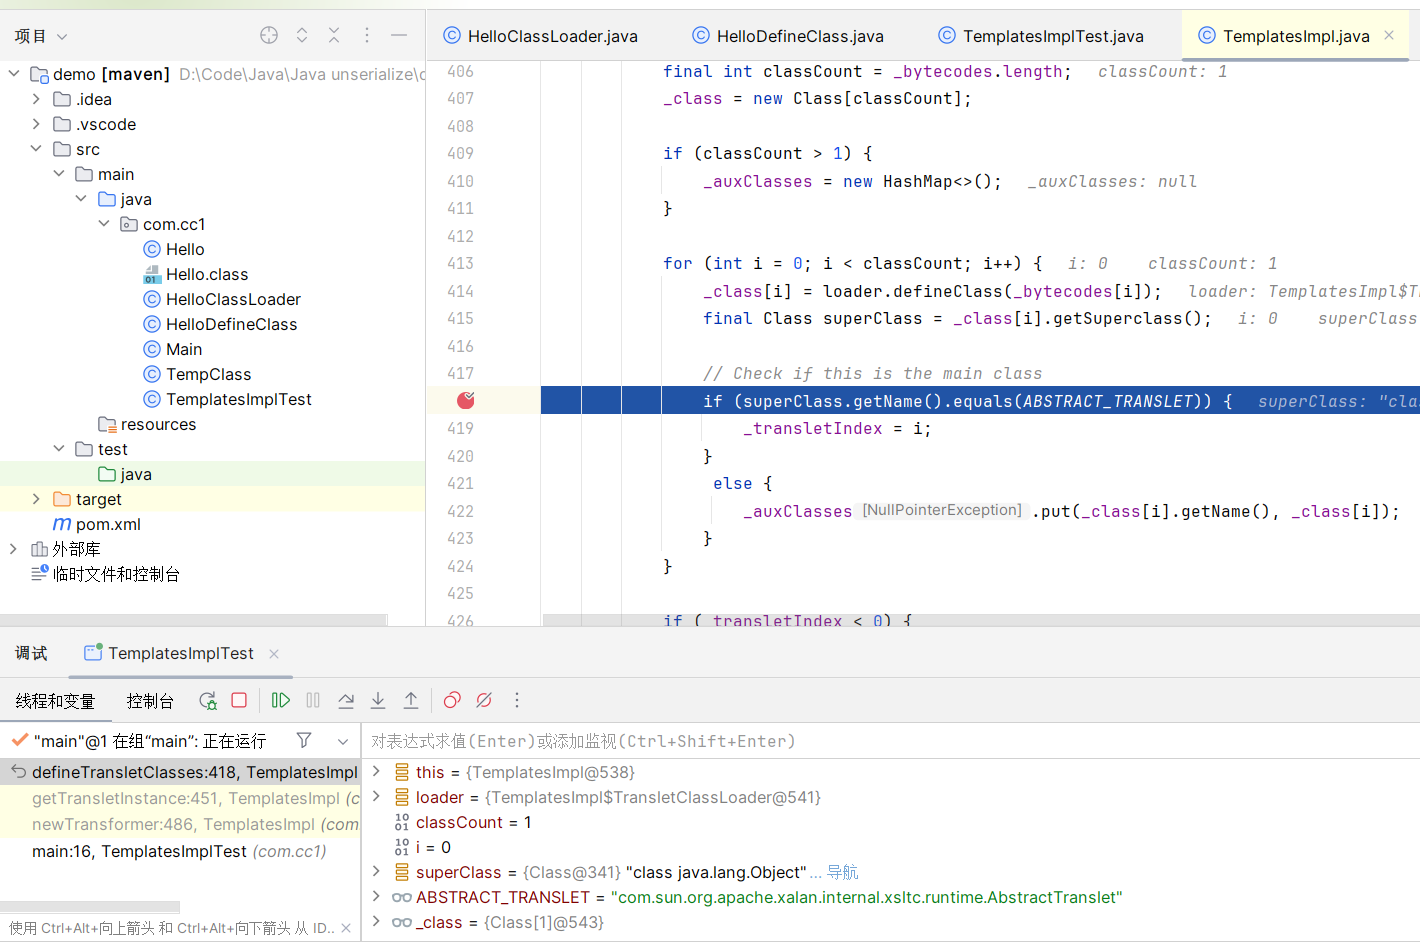 项目
HelloClassLoader.java
HelloDefineClass.java
TemplatesImplTest.java
TemplatesImpl.java
demo [maven] D:\Code\Java\Java unserialize\
.idea
.vscode
src
main
java
com.cc1
Hello
Hello.class
HelloClassLoader
HelloDefineClass
Main
TempClass
TemplatesImplTest
resources
test
java
target
pom.xml
外部库
临时文件和控制台
406 final int classCount = _bytecodes.length; classCount: 1
407 _class = new Class[classCount];
408
409 if (classCount > 1) {
410 _auxClasses = new HashMap<>(); _auxClasses: null
411 }
412
413 for (int i = 0; i < classCount; i++) { i: 0 classCount: 1
414 _class[i] = loader.defineClass(_bytecodes[i]); loader: TemplatesImpl$T
415 final Class superClass = _class[i].getSuperclass(); i: 0 superClass
416
417 // Check if this is the main class
if (superClass.getName().equals(ABSTRACT_TRANSLET)) { superClass: "cla
419 _transletIndex = i;
420 }
421 else {
422 _auxClasses [NullPointerException] .put(_class[i].getName(), _class[i]);
423 }
424 }
425
426 if (_transletIndex < 0) {
调试
TemplatesImplTest
线程和变量
控制台
"main"@1 在组“main”: 正在运行
defineTransletClasses:418, TemplatesImpl
getTransletInstance:451, TemplatesImpl (c
newTransformer:486, TemplatesImpl (com.
main:16, TemplatesImplTest (com.cc1)
使用 Ctrl+Alt+向上箭头 和 Ctrl+Alt+向下箭头 从 ID..
对表达式求值(Enter)或添加监视(Ctrl+Shift+Enter)
this = {TemplatesImpl@538}
loader = {TemplatesImpl$TransletClassLoader@541}
classCount = 1
i = 0
superClass = {Class@341} "class java.lang.Object"... 导航
ABSTRACT_TRANSLET = "com.sun.org.apache.xalan.internal.xsltc.runtime.AbstractTranslet"
_class = {Class[1]@543}